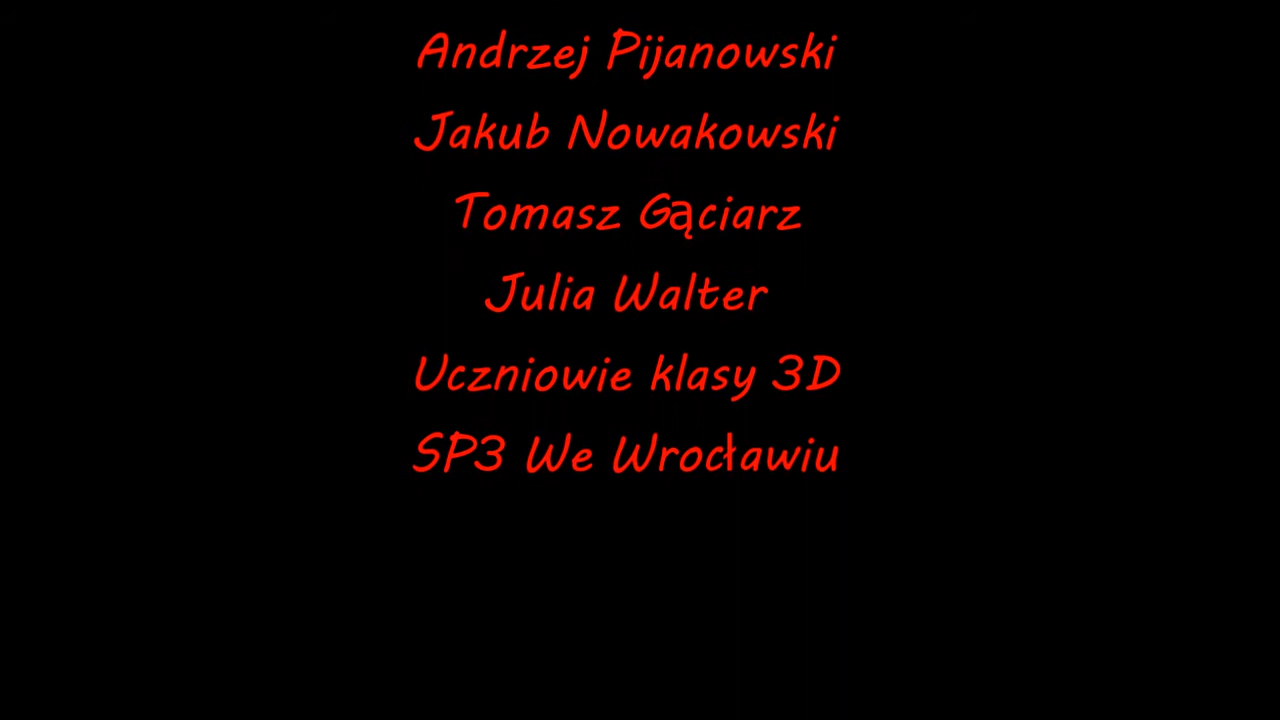 Andrzej Pijanowski
Jakub Nowakowski
Tomasz Gąciarz
Julia Walter
Uczniowie klasy 3D
SP3 We Wrocławiu